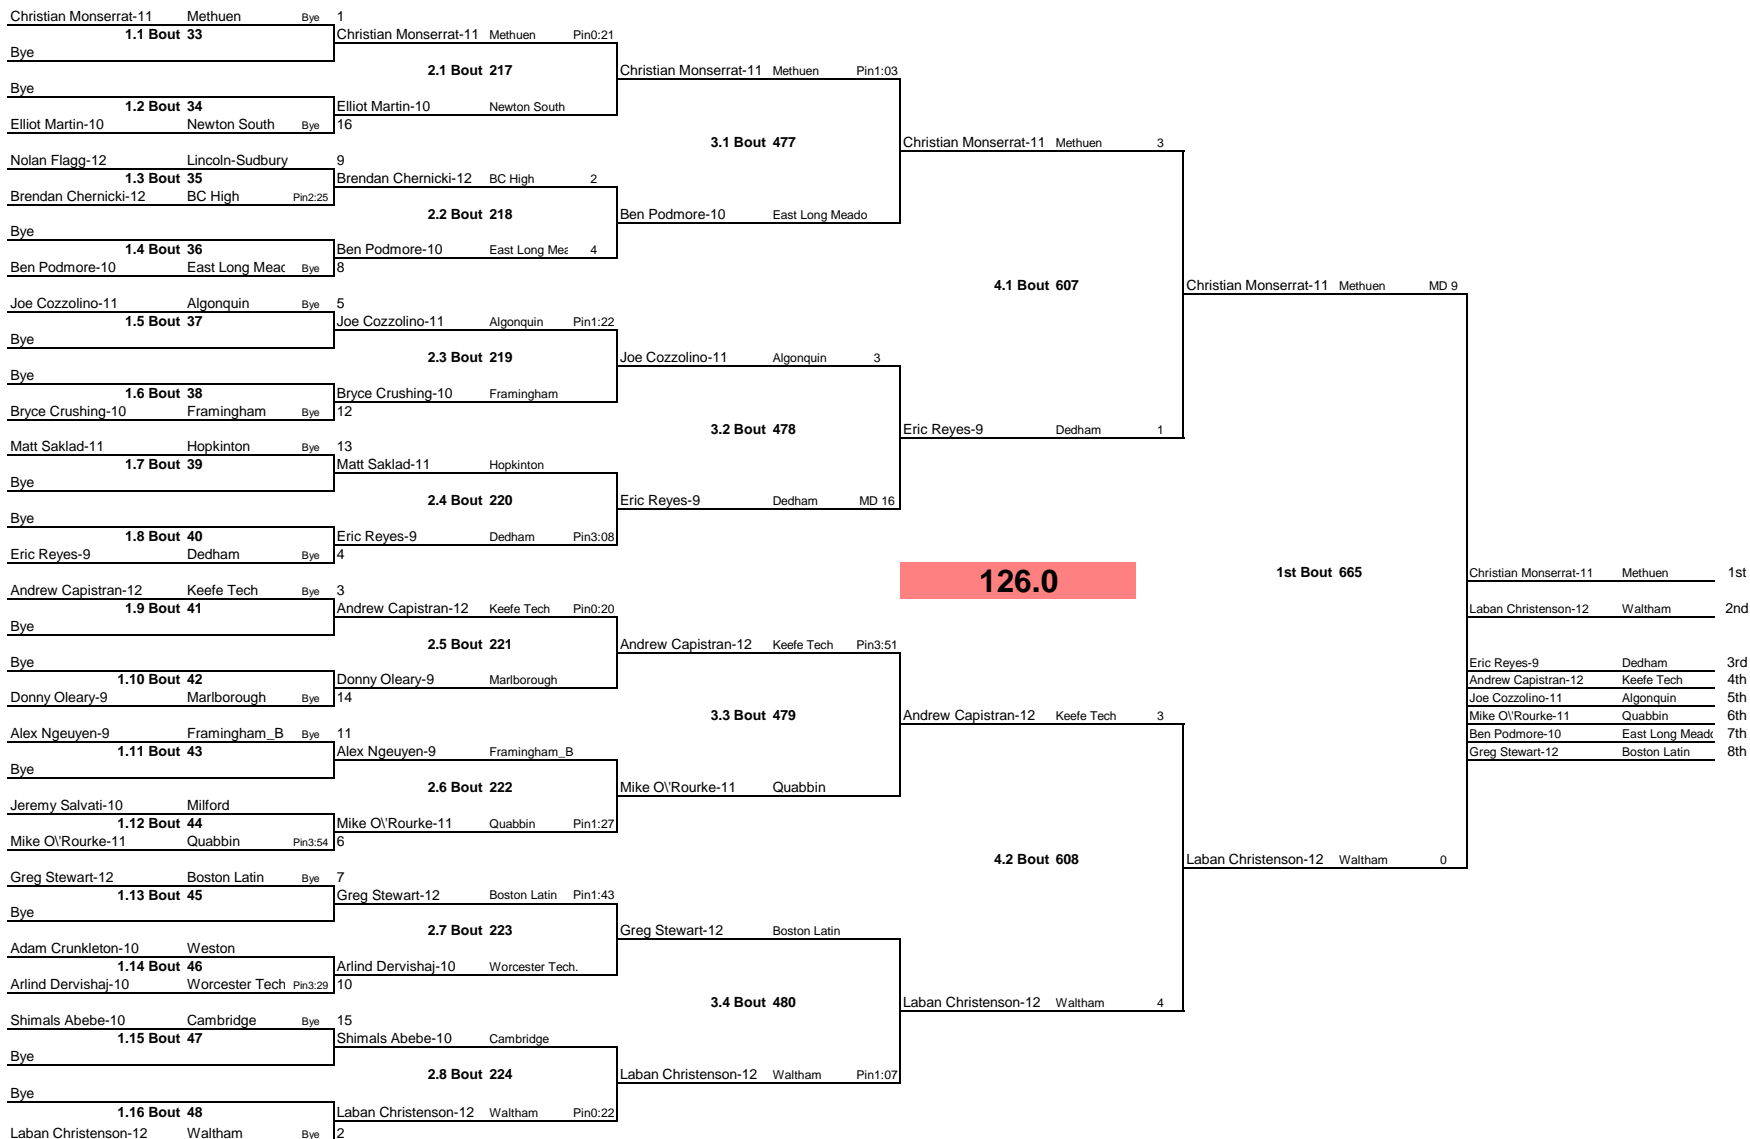 Christian Monserrat-11 Methuen Bye 1
1.1 Bout 33 Christian Monserrat-11 Methuen Pin0:21
Bye
2.1 Bout 217 Christian Monserrat-11 Methuen Pin1:03
Bye
1.2 Bout 34 Elliot Martin-10 Newton South
Elliot Martin-10 Newton South Bye 16
3.1 Bout 477 Christian Monserrat-11 Methuen 3
Nolan Flagg-12 Lincoln-Sudbury 9
1.3 Bout 35 Brendan Chernicki-12 BC High 2
Brendan Chernicki-12 BC High Pin2:25
2.2 Bout 218 Ben Podmore-10 East Long Meado
Bye
1.4 Bout 36 Ben Podmore-10 East Long Mea 4
Ben Podmore-10 East Long Meac Bye 8
4.1 Bout 607 Christian Monserrat-11 Methuen MD 9
Joe Cozzolino-11 Algonquin Bye 5
1.5 Bout 37 Joe Cozzolino-11 Algonquin Pin1:22
Bye
2.3 Bout 219 Joe Cozzolino-11 Algonquin 3
Bye
1.6 Bout 38 Bryce Crushing-10 Framingham
Bryce Crushing-10 Framingham Bye 12
3.2 Bout 478 Eric Reyes-9 Dedham 1
Matt Saklad-11 Hopkinton Bye 13
1.7 Bout 39 Matt Saklad-11 Hopkinton
Bye
2.4 Bout 220 Eric Reyes-9 Dedham MD 16
Bye
1.8 Bout 40 Eric Reyes-9 Dedham Pin3:08
Eric Reyes-9 Dedham Bye 4
126.0 1st Bout 665 Christian Monserrat-11 Methuen 1st
Andrew Capistran-12 Keefe Tech Bye 3
1.9 Bout 41 Andrew Capistran-12 Keefe Tech Pin0:20 Laban Christenson-12 Waltham 2nd
Bye
2.5 Bout 221 Andrew Capistran-12 Keefe Tech Pin3:51
Bye Eric Reyes-9 Dedham 3rd
1.10 Bout 42 Donny Oleary-9 Marlborough Andrew Capistran-12 Keefe Tech 4th
Donny Oleary-9 Marlborough Bye 14 Joe Cozzolino-11 Algonquin 5th
3.3 Bout 479 Andrew Capistran-12 Keefe Tech 3 Mike O\'Rourke-11 Quabbin 6th
Alex Ngeuyen-9 Framingham_B Bye 11 Ben Podmore-10 East Long Meado 7th
1.11 Bout 43 Alex Ngeuyen-9 Framingham_B Greg Stewart-12 Boston Latin 8th
Bye
2.6 Bout 222 Mike O\'Rourke-11 Quabbin
Jeremy Salvati-10 Milford
1.12 Bout 44 Mike O\'Rourke-11 Quabbin Pin1:27
Mike O\'Rourke-11 Quabbin Pin3:54 6
4.2 Bout 608 Laban Christenson-12 Waltham 0
Greg Stewart-12 Boston Latin Bye 7
1.13 Bout 45 Greg Stewart-12 Boston Latin Pin1:43
Bye
2.7 Bout 223 Greg Stewart-12 Boston Latin
Adam Crunkleton-10 Weston
1.14 Bout 46 Arlind Dervishaj-10 Worcester Tech.
Arlind Dervishaj-10 Worcester Tech Pin3:29 10
3.4 Bout 480 Laban Christenson-12 Waltham 4
Shimals Abebe-10 Cambridge Bye 15
1.15 Bout 47 Shimals Abebe-10 Cambridge
Bye
2.8 Bout 224 Laban Christenson-12 Waltham Pin1:07
Bye
1.16 Bout 48 Laban Christenson-12 Waltham Pin0:22
Laban Christenson-12 Waltham Bye 2